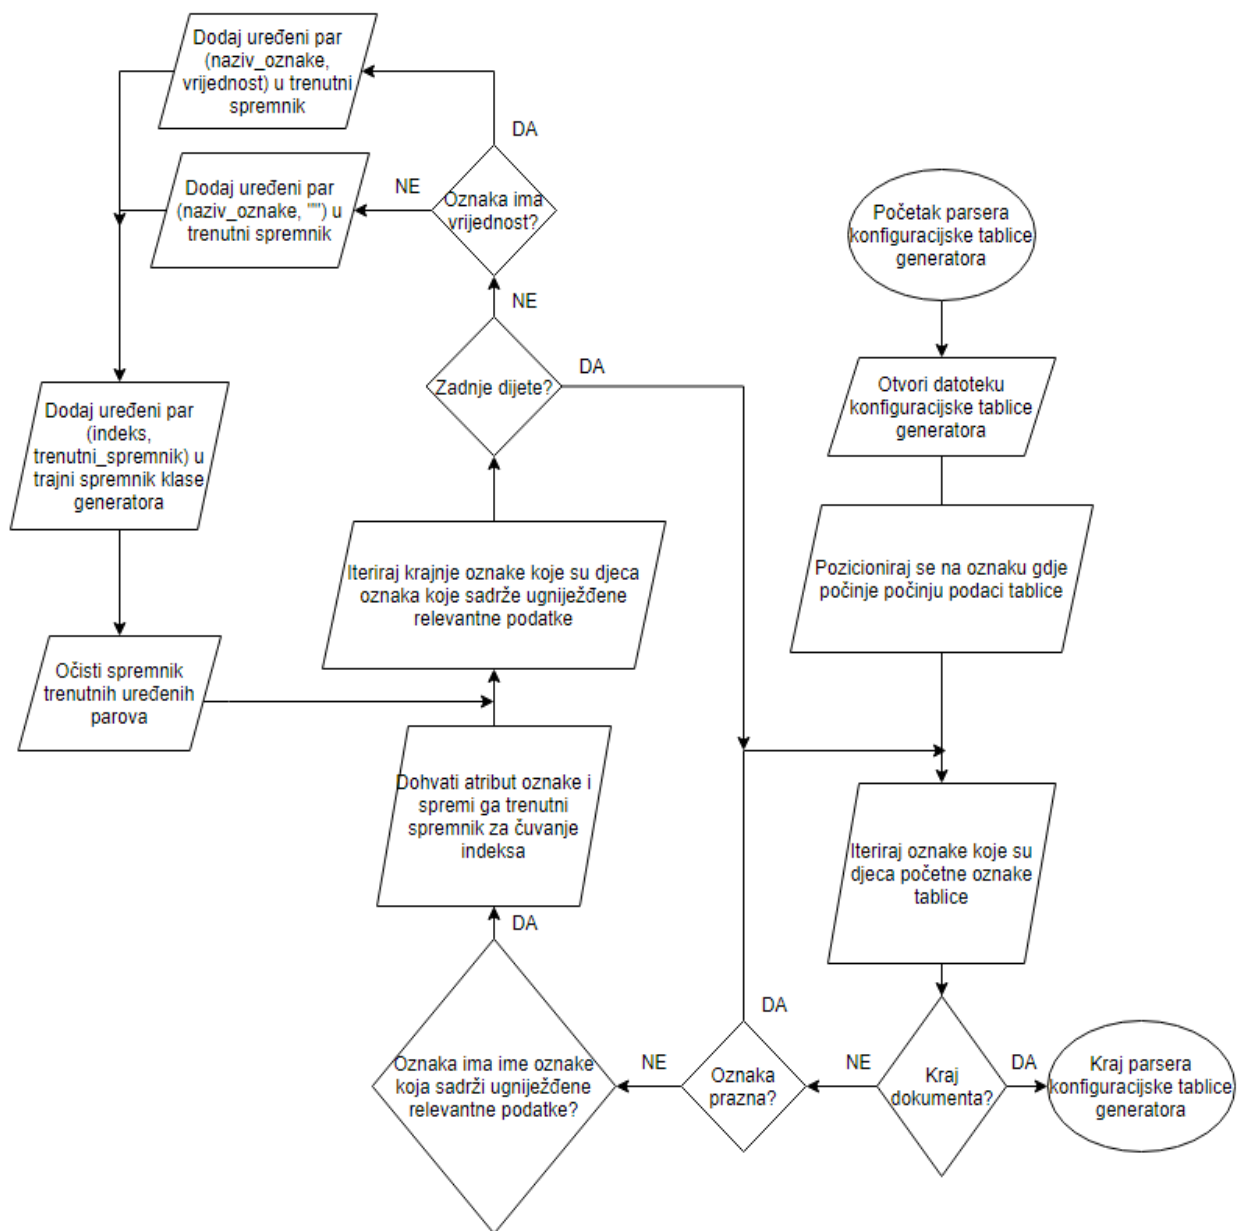 Dodaj uređeni par
(naziv_oznake,
vrijednost) u trenutni
spremnik
DA
Dodaj uređeni par
(naziv_oznake, "") u
trenutni spremnik
NE
Oznaka ima
vrijednost?
Početak parsera
konfiguracijske tablice
generatora
NE
Zadnje dijete?
DA
Otvori datoteku
konfiguracijske tablice
generatora
Dodaj uređeni par
(indeks,
trenutni_spremnik) u
trajni spremnik klase
generatora
Iteriraj krajnje oznake koje su djeca
oznaka koje sadrže ugniježđene
relevantne podatke
Pozicioniraj se na oznaku gdje
počinje počinju podaci tablice
Očisti spremnik
trenutnih uređenih
parova
Dohvati atribut oznake i
spremi ga trenutni
spremnik za čuvanje
indeksa
Iteriraj oznake koje su
djeca početne oznake
tablice
DA
DA
Oznaka ima ime oznake
koja sadrži ugniježđene
relevantne podatke?
NE
Oznaka
prazna?
NE
Kraj
dokumenta?
DA
Kraj parsera
konfiguracijske tablice
generatora